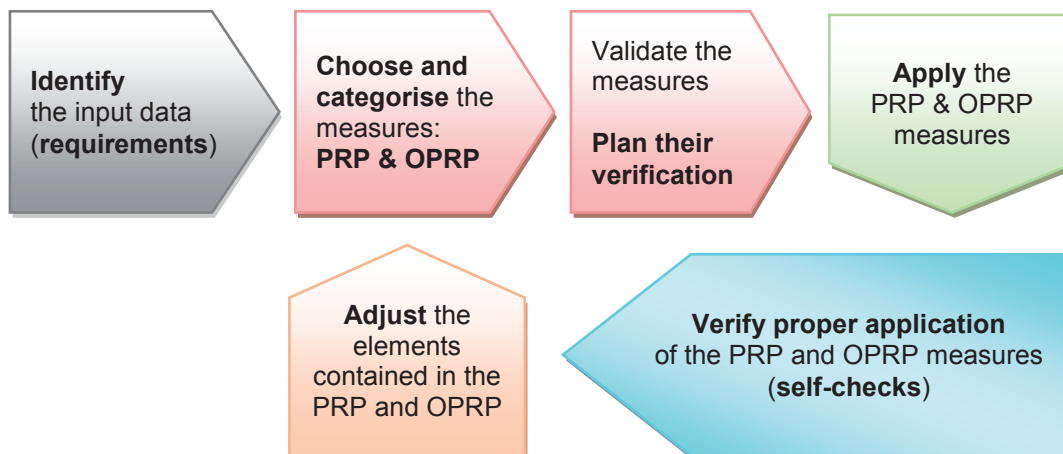 Identify
the input data
(requirements)
Choose and
categorise the
measures:
PRP & OPRP
Validate the
measures
Plan their
verification
Apply the
PRP & OPRP
measures
Verify proper application
of the PRP and OPRP measures
(self-checks)
Adjust the
elements
contained in the
PRP and OPRP